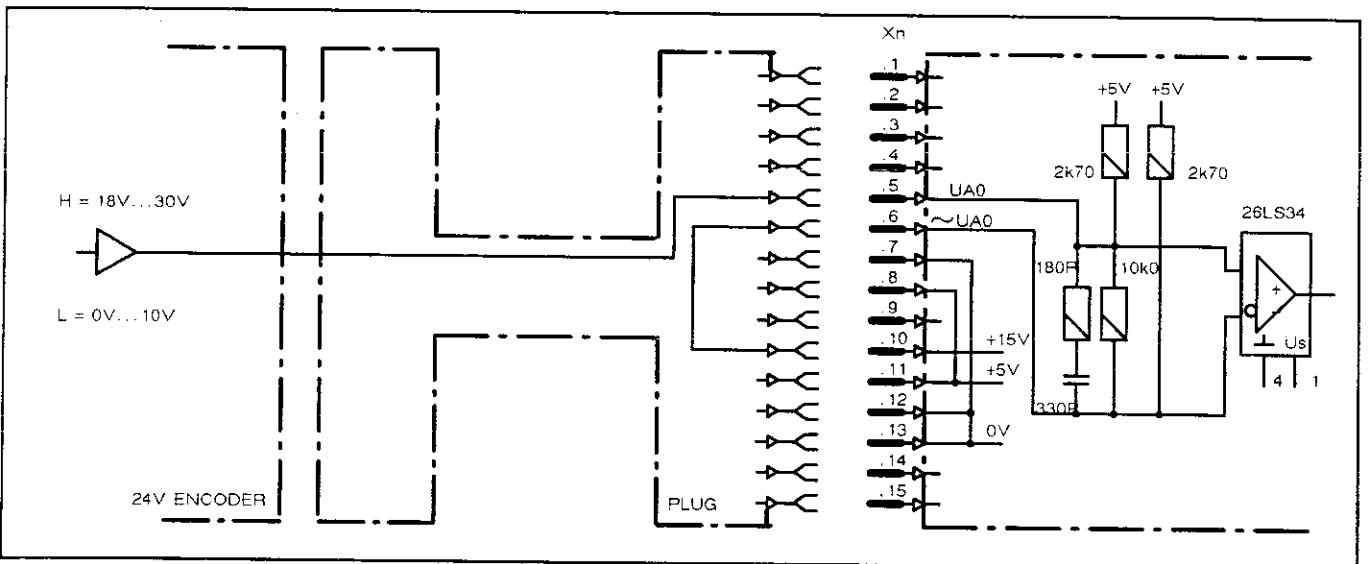 Xn
.1
.2
.3
.4
.5
.6
.7
.8
.9
.10
.11
.12
.13
.14
.15
H = 18V...30V
L = 0V...10V
24V ENCODER
PLUG
UA0
~UA0
+15V
+5V
0V
+5V +5V
2k70 2k70
180R 10k0
330P
26LS34
+
Us
4 1